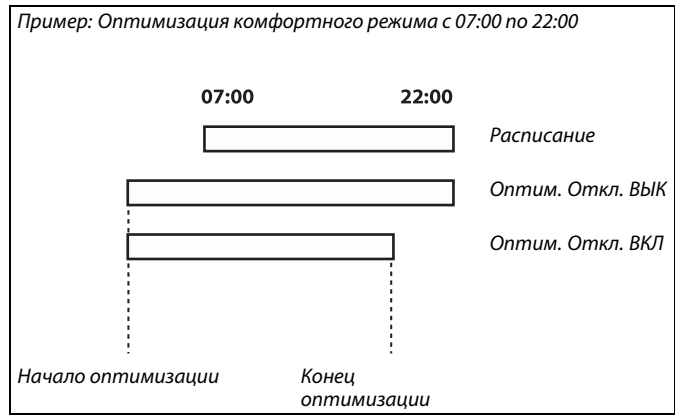 Пример: Оптимизация комфортного режима с 07:00 по 22:00
07:00 22:00
Расписание
Оптим. Откл. ВЫК
Оптим. Откл. ВКЛ
Начало оптимизации Конец
оптимизации